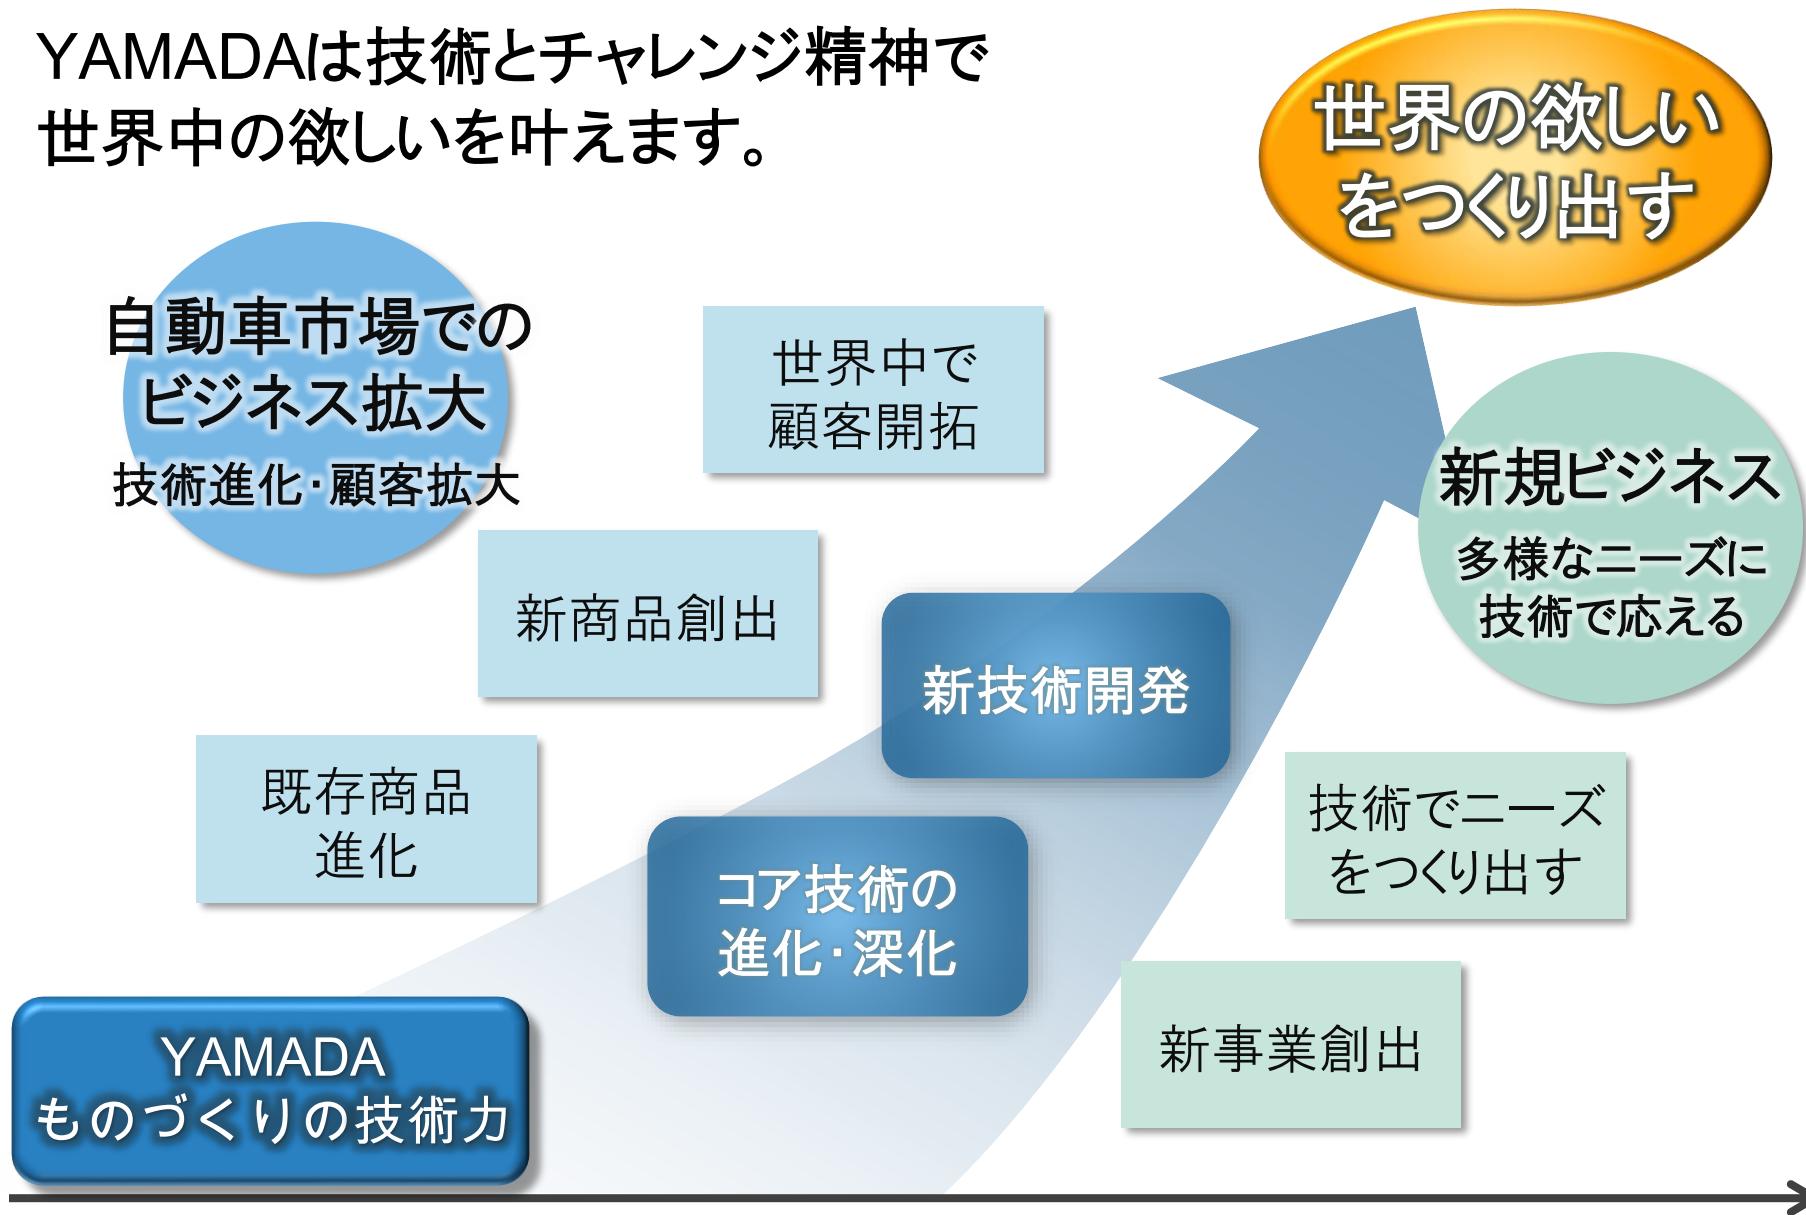 YAMADAは技術とチャレンジ精神で
世界中の欲しいを叶えます。
世界の欲しい
をつくり出す
自動車市場での
ビジネス拡大
技術進化・顧客拡大
世界中で
顧客開拓
新規ビジネス
多様なニーズに
技術で応える
新商品創出
新技術開発
既存商品
進化
技術でニーズ
をつくり出す
コア技術の
進化・深化
新事業創出
YAMADA
ものづくりの技術力